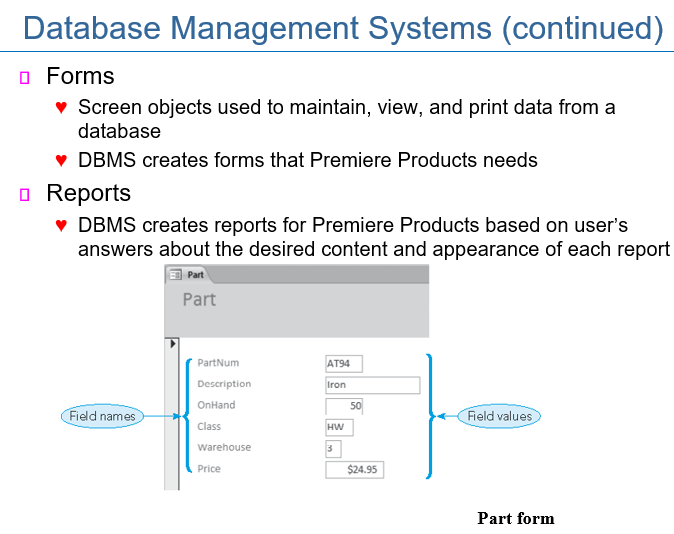 Database Management Systems (continued)
Forms
Screen objects used to maintain, view, and print data from a
database
DBMS creates forms that Premiere Products needs
Reports
DBMS creates reports for Premiere Products based on user's
answers about the desired content and appearance of each report
Part
Part
PartNum AT94
Description Iron
OnHand 50
Class HW
Warehouse 3
Price $24.95
Field names
Field values
Part form